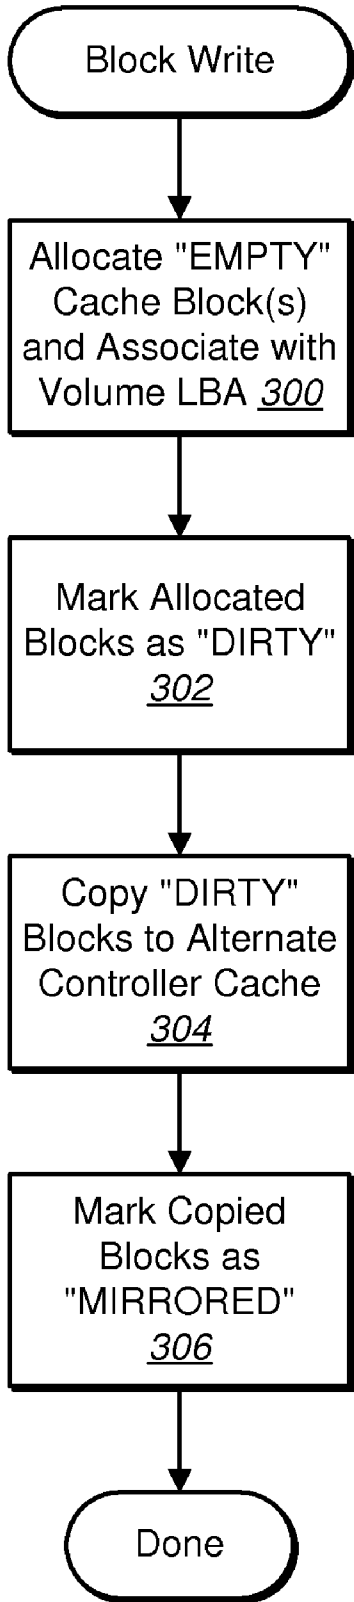 Block Write
Allocate "EMPTY"
Cache Block(s)
and Associate with
Volume LBA 300
Mark Allocated
Blocks as "DIRTY"
302
Copy "DIRTY"
Blocks to Alternate
Controller Cache
304
Mark Copied
Blocks as
"MIRRORED"
306
Done